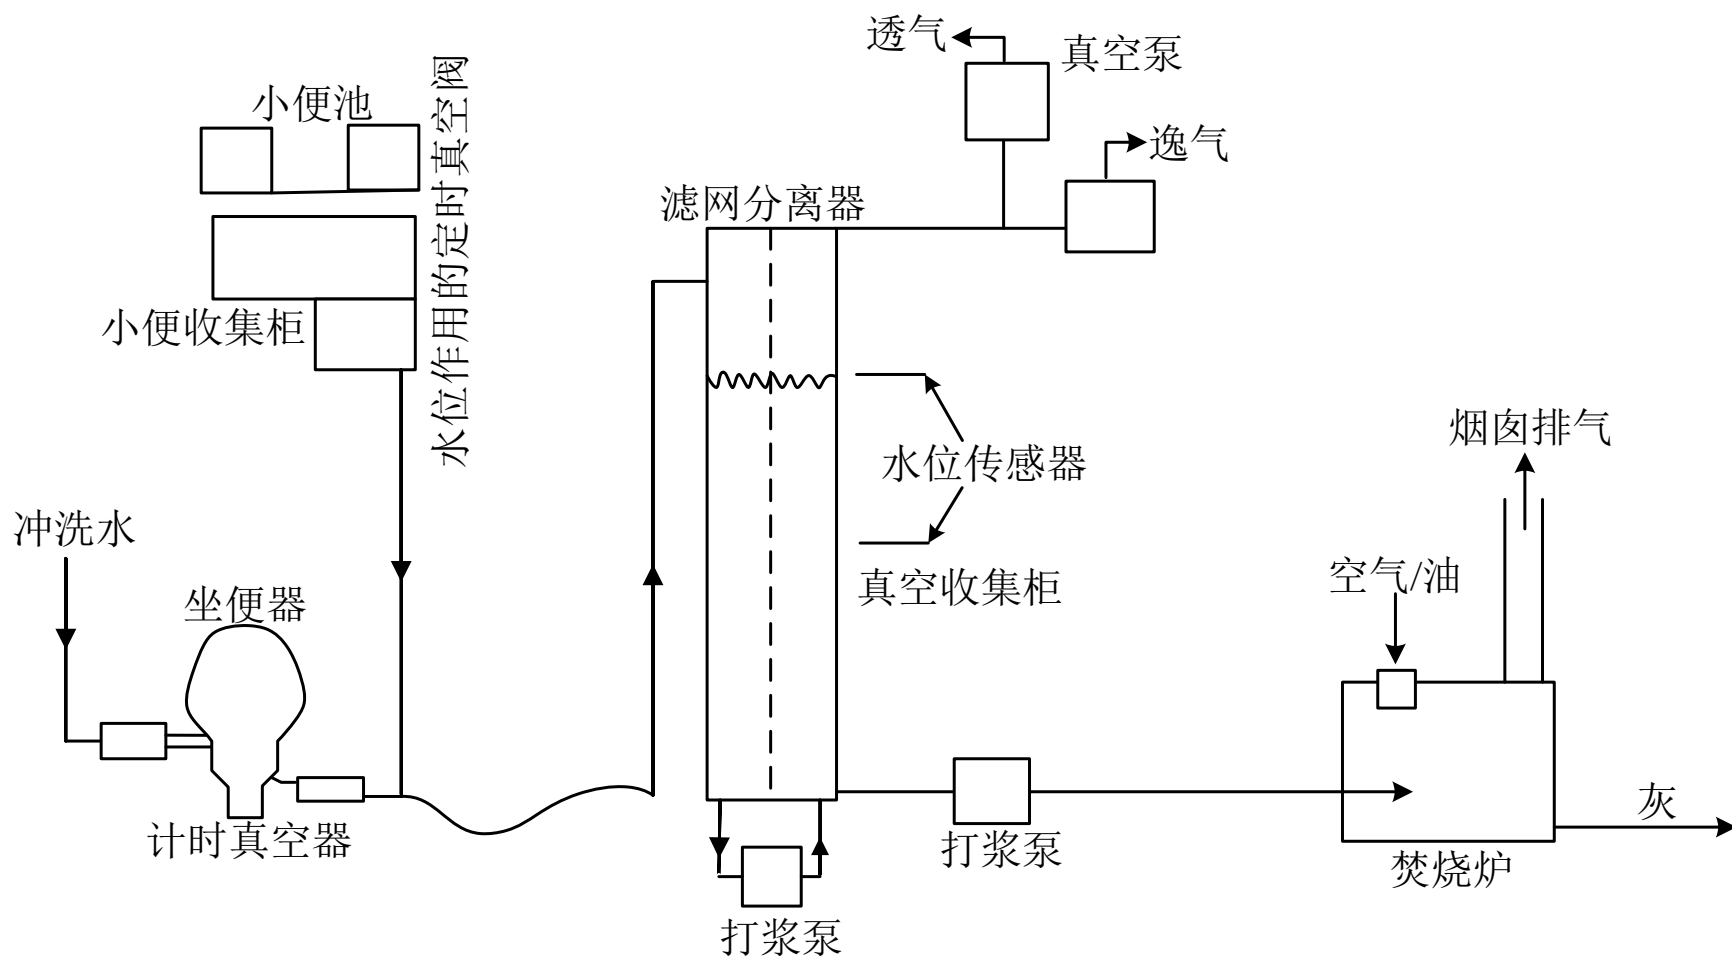 透气
真空泵
小便池
水位作用的定时真空阀
逸气
滤网分离器
小便收集柜
烟囱排气
水位传感器
冲洗水
空气/油
坐便器
真空收集柜
灰
计时真空器
打浆泵
焚烧炉
打浆泵